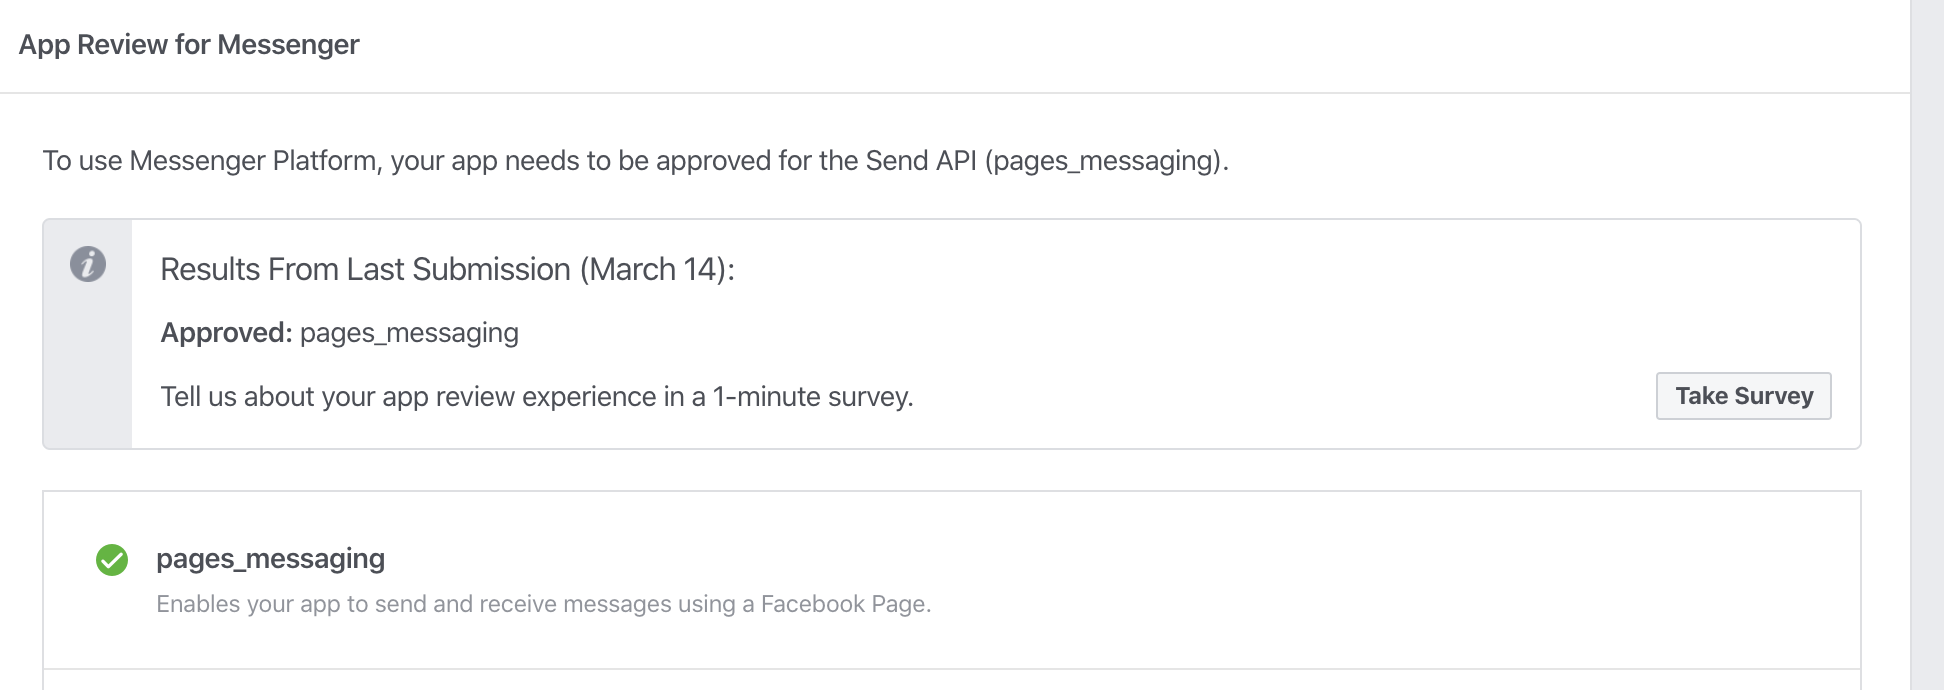 App Review for Messenger
To use Messenger Platform, your app needs to be approved for the Send API (pages_messaging).
Results From Last Submission (March 14):
Approved: pages_messaging
Tell us about your app review experience in a 1-minute survey.
Take Survey
pages_messaging
Enables your app to send and receive messages using a Facebook Page.